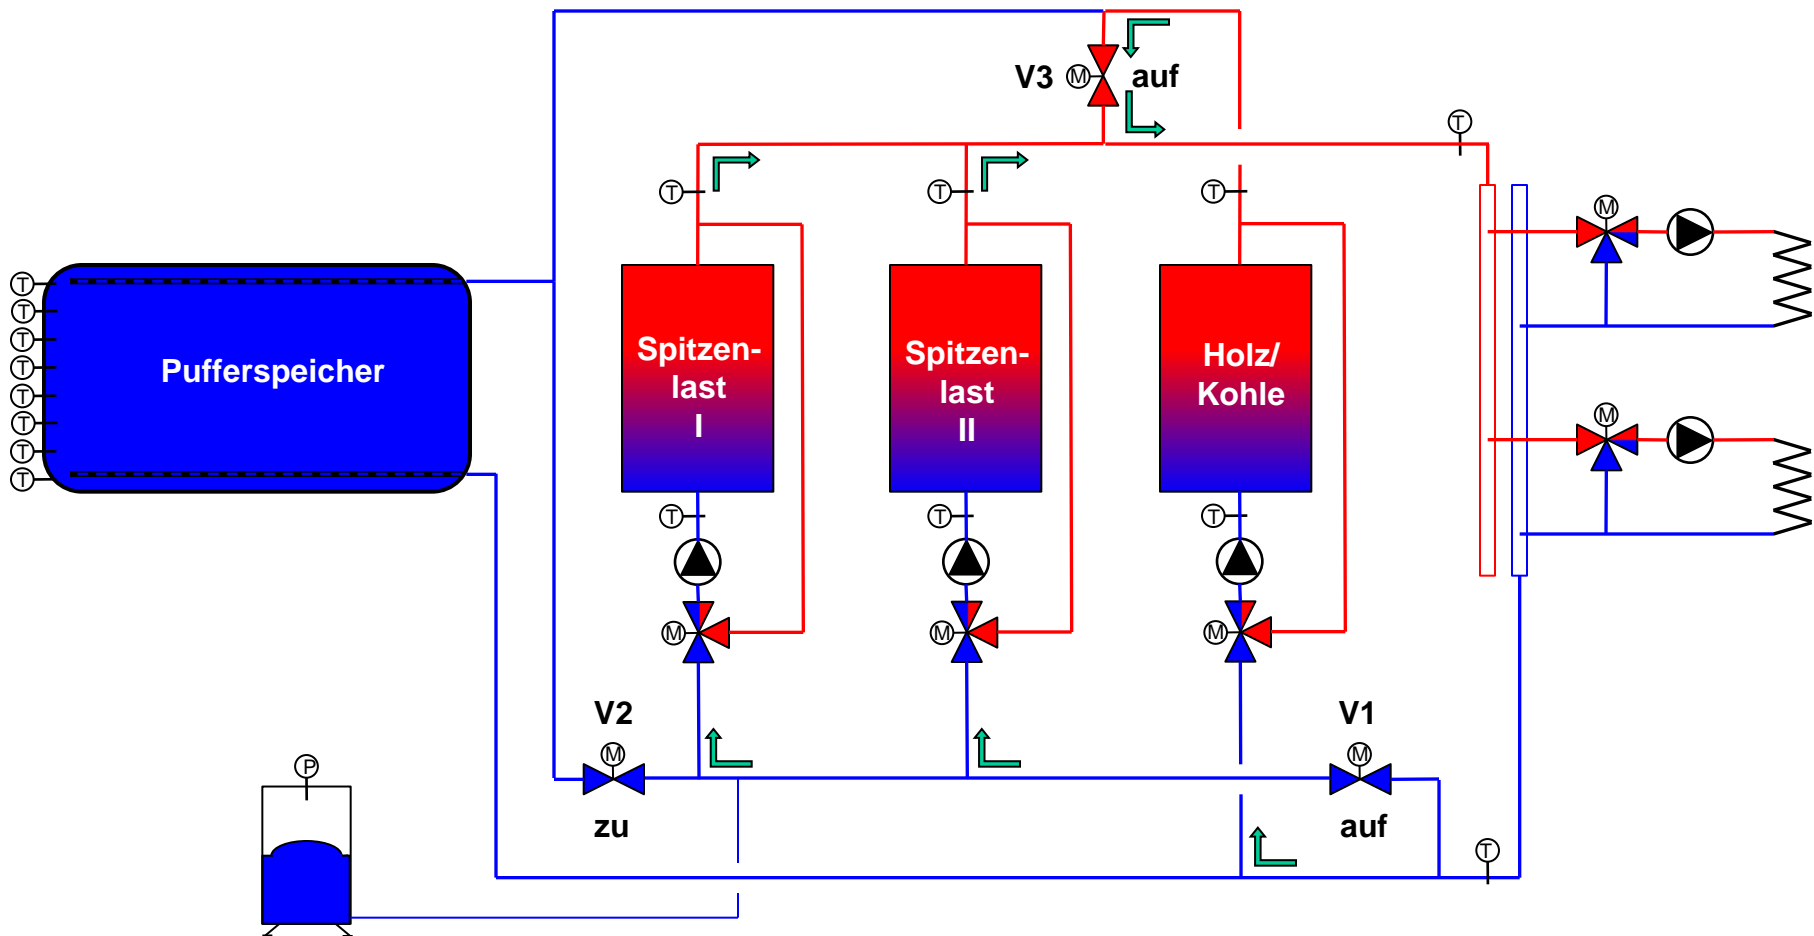 V3
M
auf
T
T
T
T
M
T
T
T
T
T
T
T
T
Pufferspeicher
Spitzen-
last
I
Spitzen-
last
II
Holz/
Kohle
M
T
T
T
M
M
M
V2
V1
M
M
P
zu
auf
T